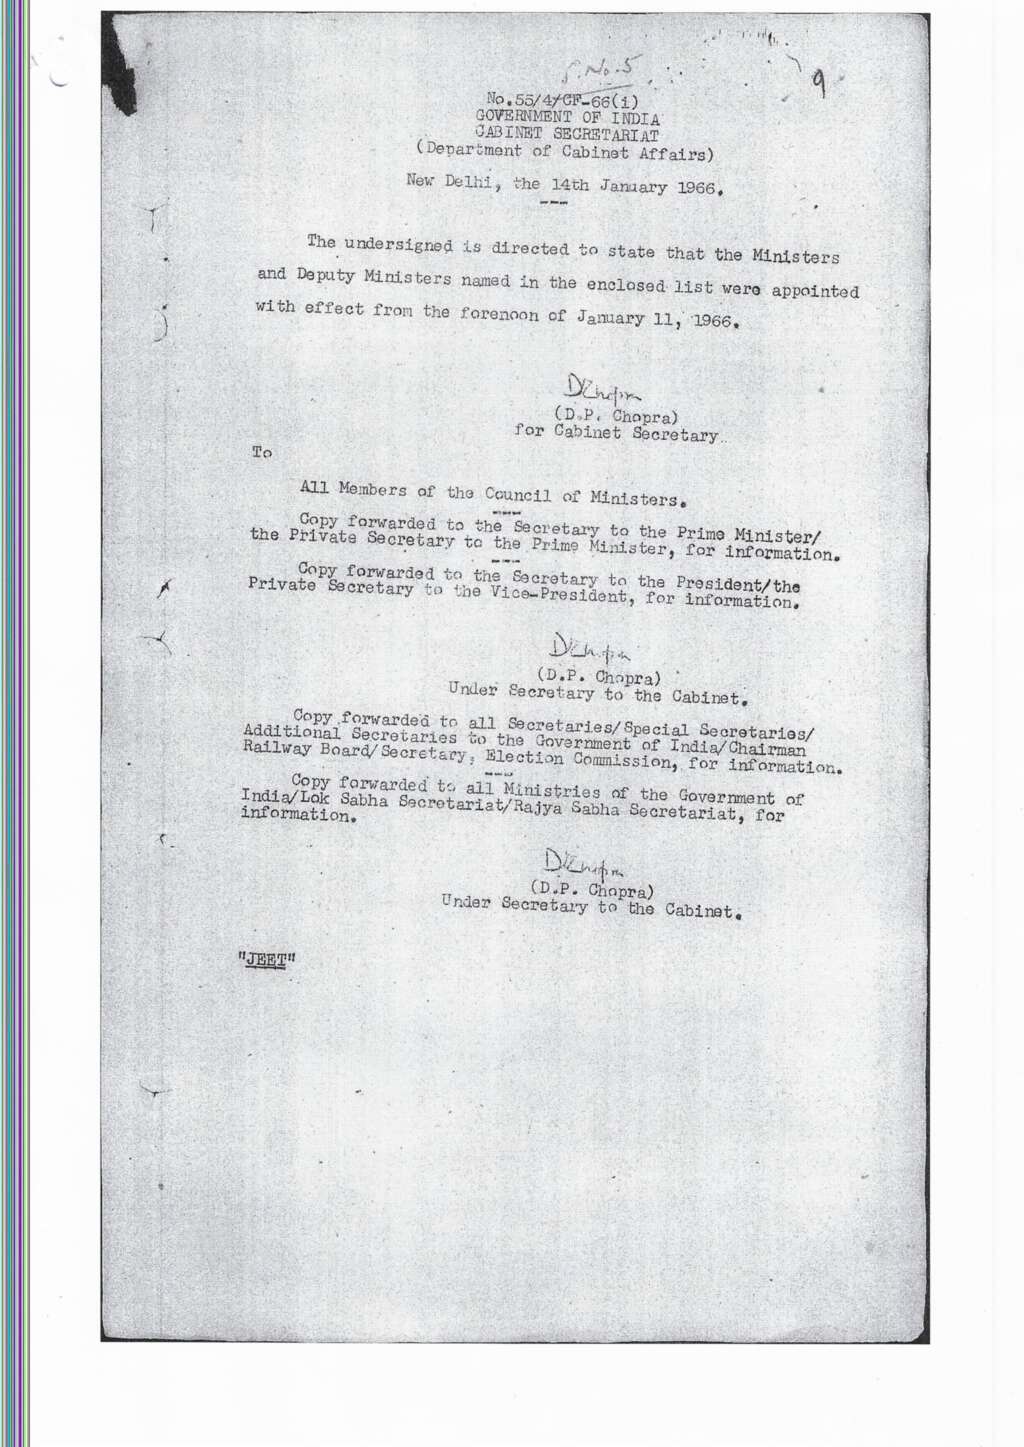 S.No.5
9
No.55/4/CF-66(i)
GOVERNMENT OF INDIA
CABINET SECRETARIAT
(Department of Cabinet Affairs)
New Delhi, the 14th January 1966.
The undersigned is directed to state that the Ministers
and Deputy Ministers named in the enclosed list were appointed
with effect from the forenoon of January 11, 1966.
DChopra
(D.P. Chopra)
for Cabinet Secretary.
To
All Members of the Council of Ministers.
Copy forwarded to the Secretary to the Prime Minister/
the Private Secretary to the Prime Minister, for information.
Copy forwarded to the Secretary to the President/the
Private Secretary to the Vice-President, for information.
DChopra
(D.P. Chopra)
Under Secretary to the Cabinet.
Copy forwarded to all Secretaries/Special Secretaries/
Additional Secretaries to the Government of India/Chairman
Railway Board/Secretary, Election Commission, for information.
Copy forwarded to all Ministries of the Government of
India/Lok Sabha Secretariat/Rajya Sabha Secretariat, for
information.
DChopra
(D.P. Chopra)
Under Secretary to the Cabinet.
"JEET"